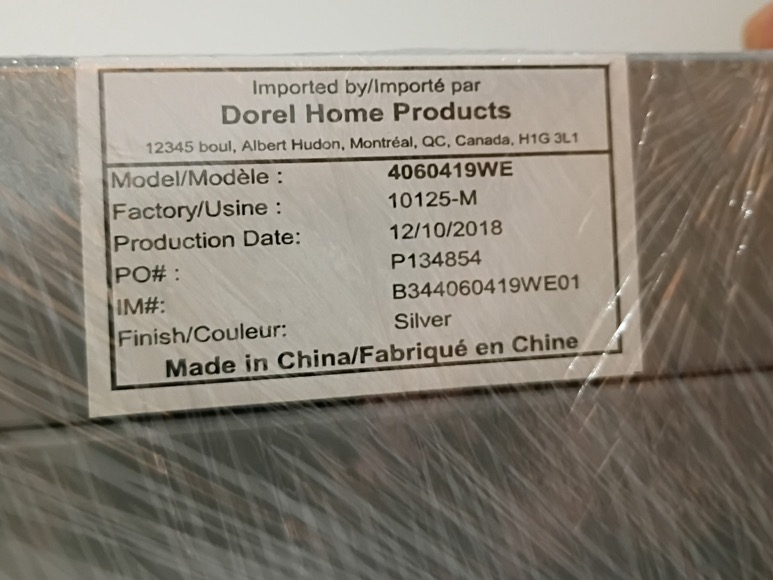 Imported by/Importé par
Dorel Home Products
12345 boul, Albert Hudon, Montréal, QC, Canada, H1G 3L1
Model/Modèle : 4060419WE
Factory/Usine : 10125-M
Production Date: 12/10/2018
PO# : P134854
IM#: B344060419WE01
Finish/Couleur: Silver
Made in China/Fabriqué en Chine